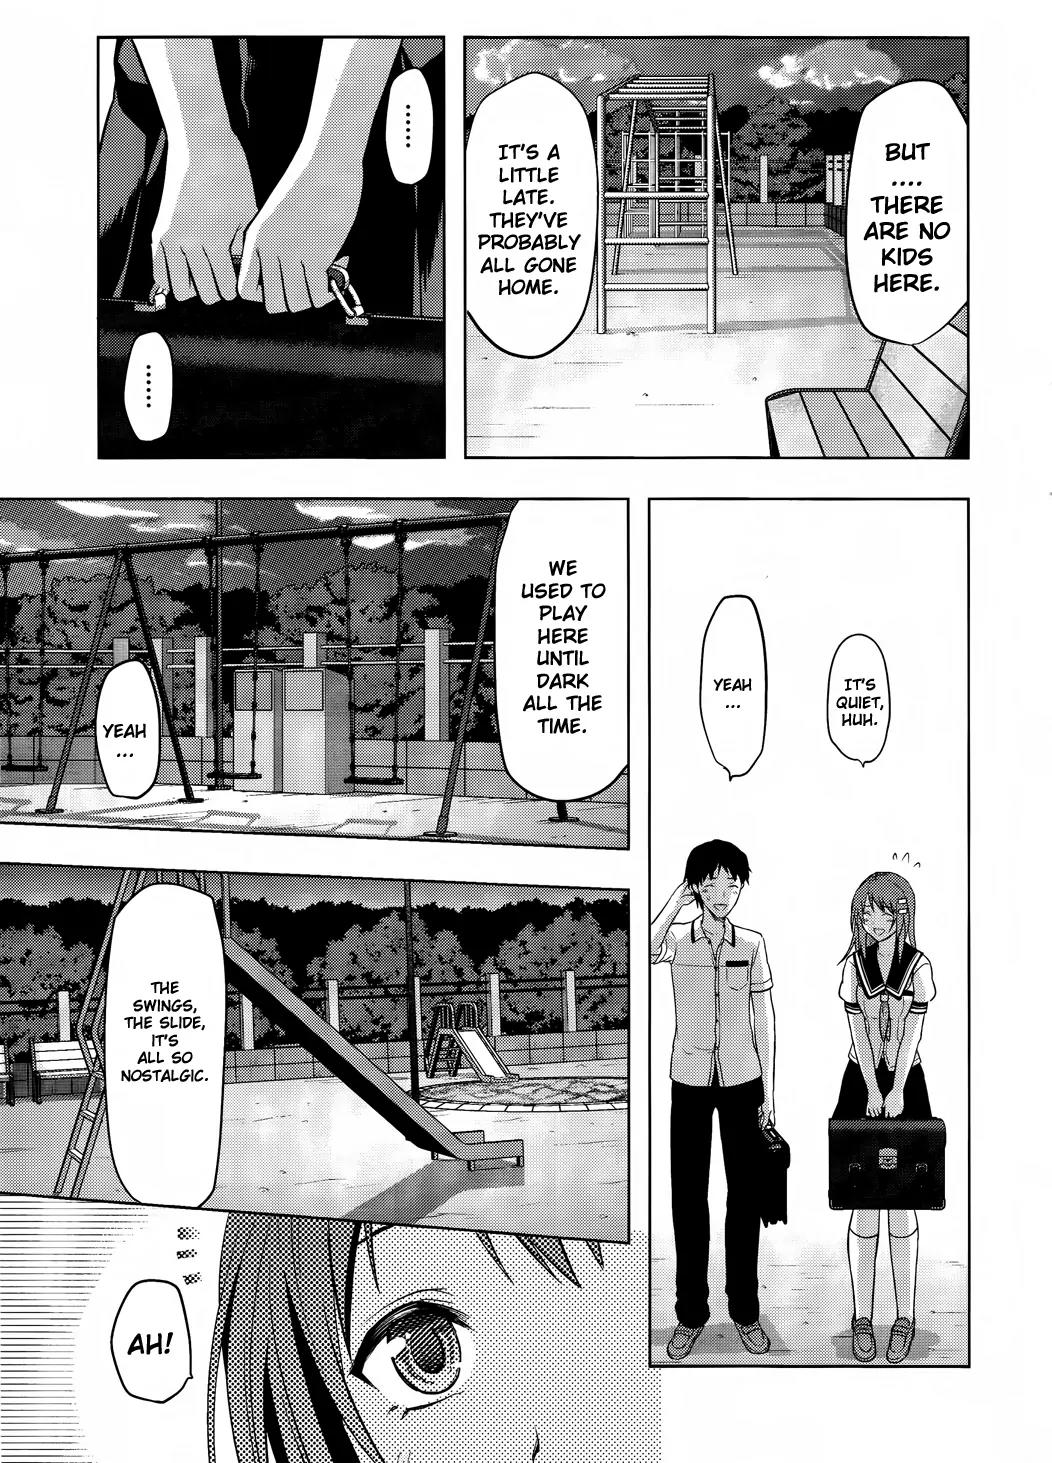 BUT
....
THERE
ARE NO
KIDS
HERE.
IT'S A
LITTLE
LATE.
THEY'VE
PROBABLY
ALL GONE
HOME.
.......
.......
IT'S
QUIET,
HUH.
YEAH
...
WE
USED TO
PLAY
HERE
UNTIL
DARK
ALL THE
TIME.
YEAH
...
THE
SWINGS,
THE SLIDE,
IT'S
ALL SO
NOSTALGIC.
AH!